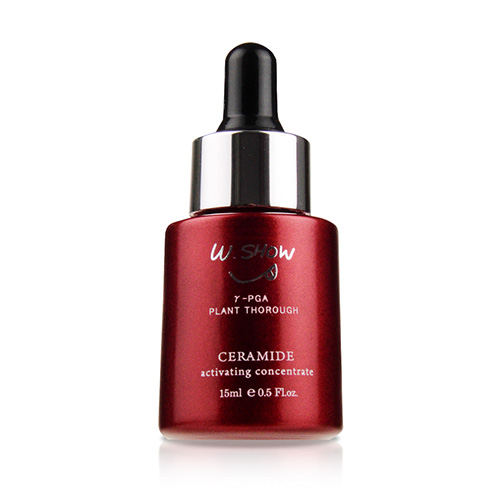 W.SHOW
γ-PGA
PLANT THOROUGH
CERAMIDE
activating concentrate
15ml ℮ 0.5 Fl.oz.